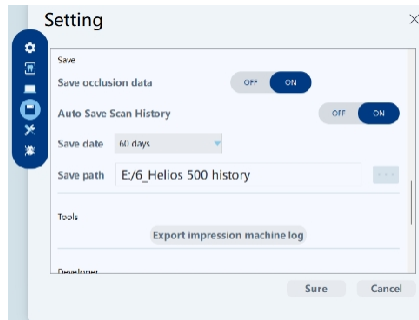 Setting
Save
Save occlusion data OFF ON
Auto Save Scan History OFF ON
Save date 60 days
Save path E:/6_Helios 500 history
Tools
Export impression machine log
Developer
Sure Cancel